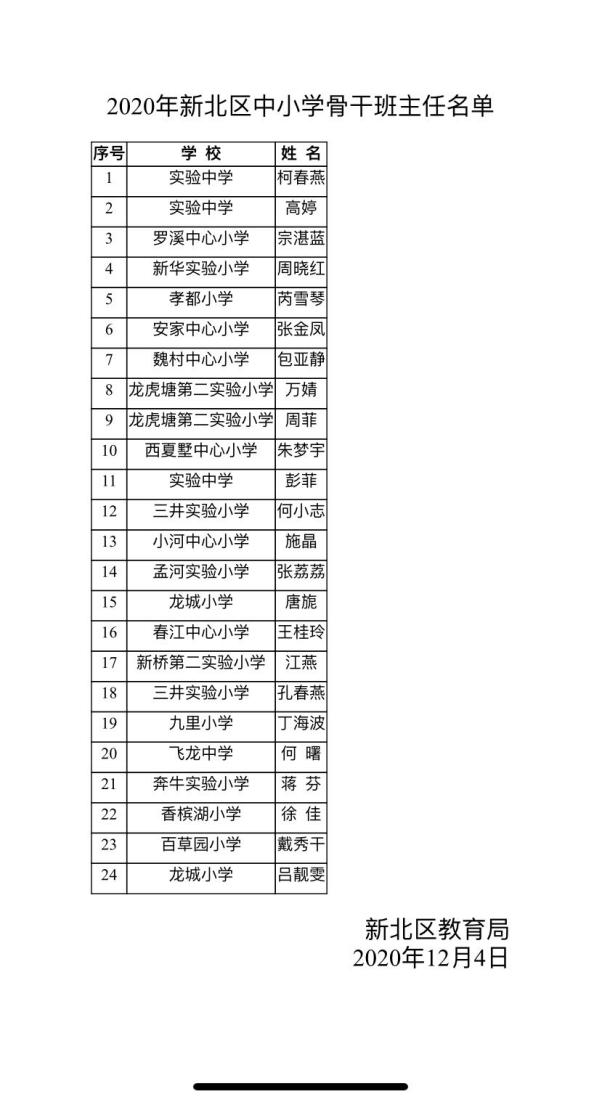 2020年新北区中小学骨干班主任名单
序号 学 校 姓 名
1 实验中学 柯春燕
2 实验中学 高婷
3 罗溪中心小学 宗湛蓝
4 新华实验小学 周晓红
5 孝都小学 芮雪琴
6 安家中心小学 张金凤
7 魏村中心小学 包亚静
8 龙虎塘第二实验小学 万婧
9 龙虎塘第二实验小学 周菲
10 西夏墅中心小学 朱梦宇
11 实验中学 彭菲
12 三井实验小学 何小志
13 小河中心小学 施晶
14 孟河实验小学 张荔荔
15 龙城小学 唐旎
16 春江中心小学 王桂玲
17 新桥第二实验小学 江燕
18 三井实验小学 孔春燕
19 九里小学 丁海波
20 飞龙中学 何 曙
21 奔牛实验小学 蒋 芬
22 香槟湖小学 徐 佳
23 百草园小学 戴秀干
24 龙城小学 吕靓雯
新北区教育局
2020年12月4日